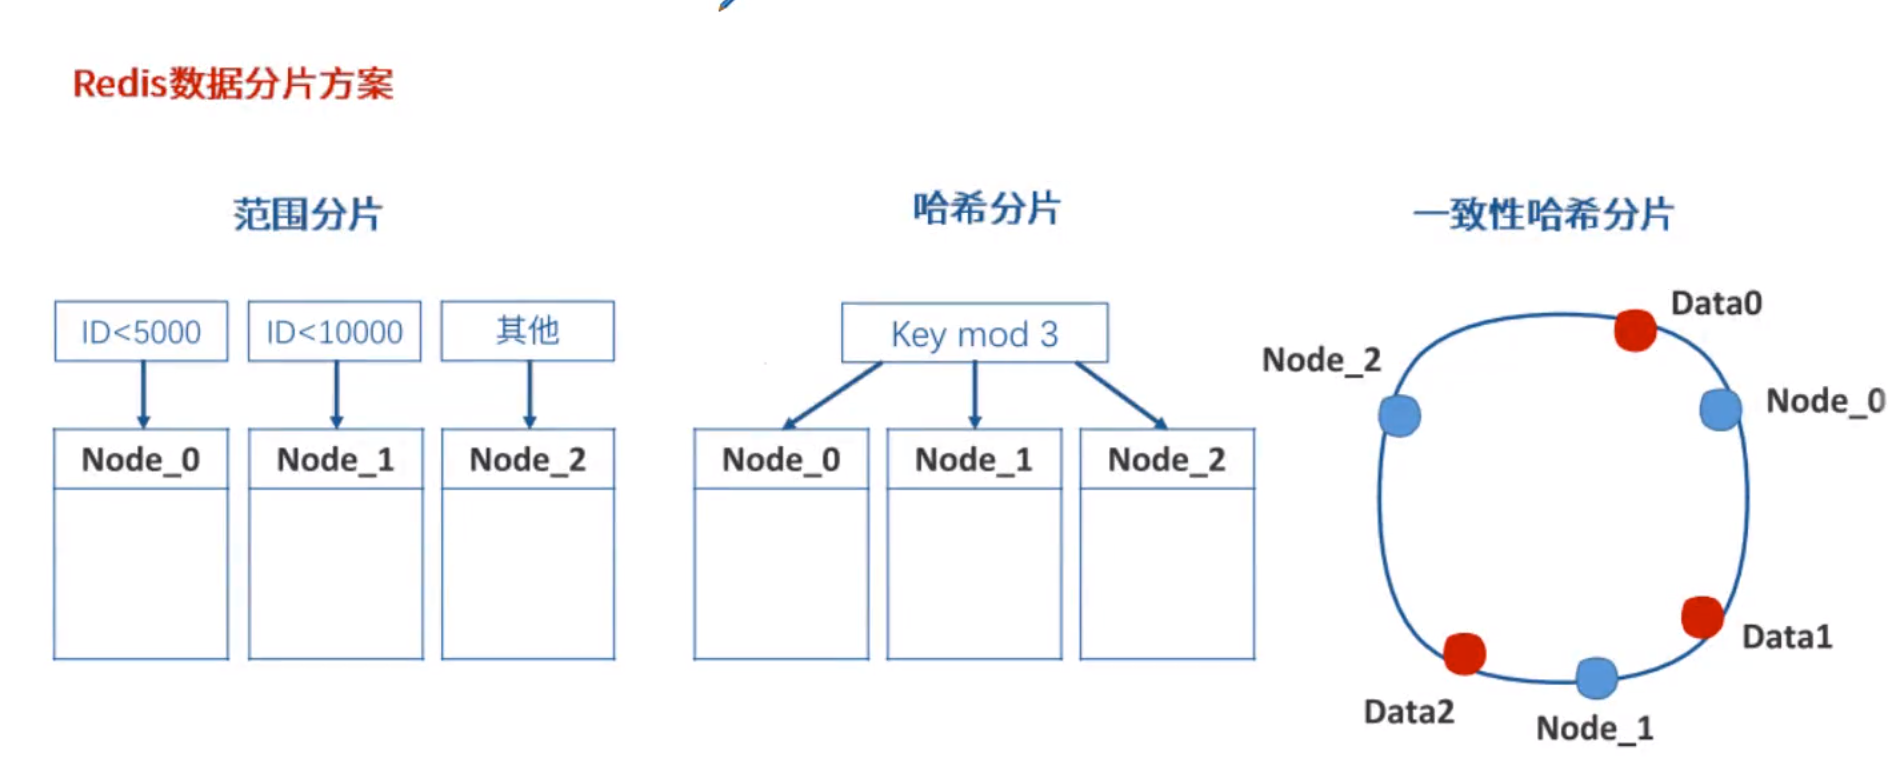 Redis数据分片方案
范围分片
ID<5000
ID<10000
其他
Node_0
Node_1
Node_2
哈希分片
Key mod 3
Node_0
Node_1
Node_2
一致性哈希分片
Data0
Node_2
Node_0
Data1
Data2
Node_1